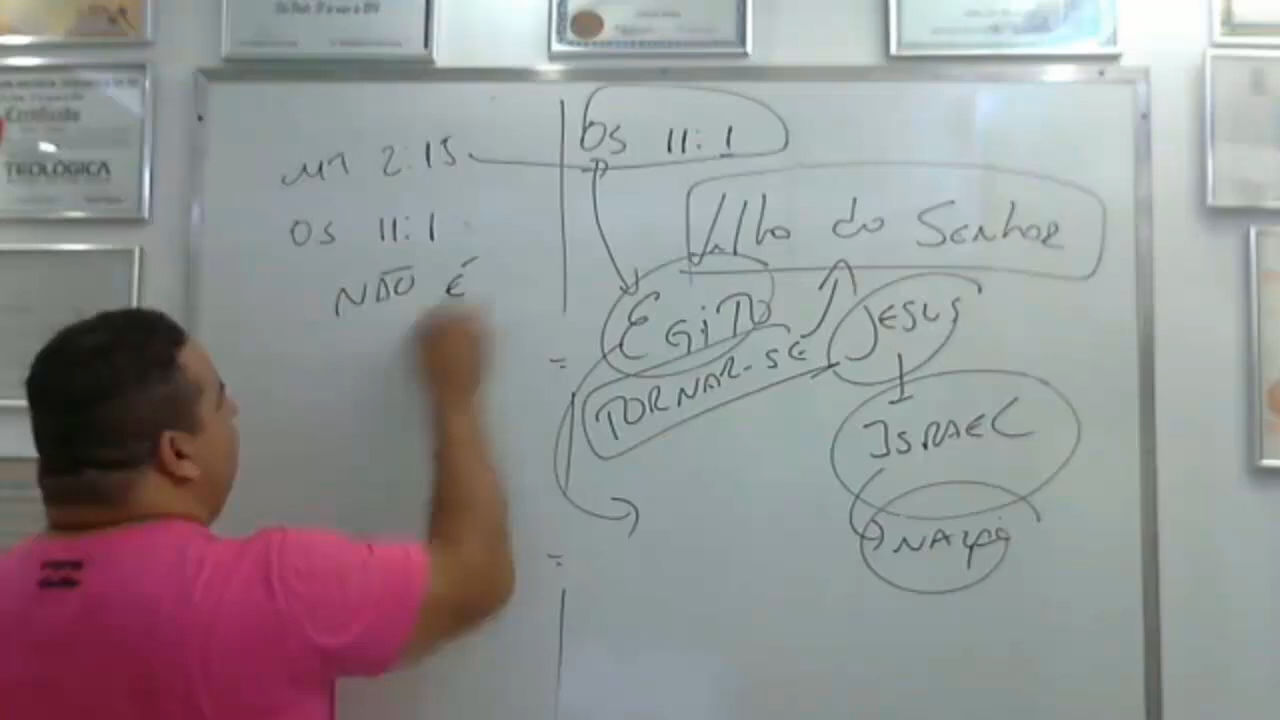 TEOLÓGICA
MT 2:15
OS 11:1
NÃO É
OS 11:1
filho do Senhor
EGITO
TORNAR-SE
JESUS
ISRAEL
NAÇÃO